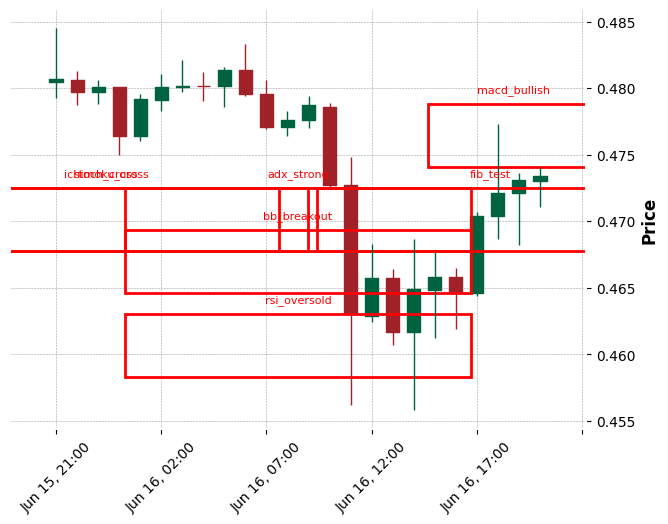 0.485
macd_bullish
0.480
0.475
adx_strong
fib_test
0.470
bb_breakout
0.465
rsi_oversold
0.460
0.455
Price
Jun 15, 21:00
Jun 16, 02:00
Jun 16, 07:00
Jun 16, 12:00
Jun 16, 17:00